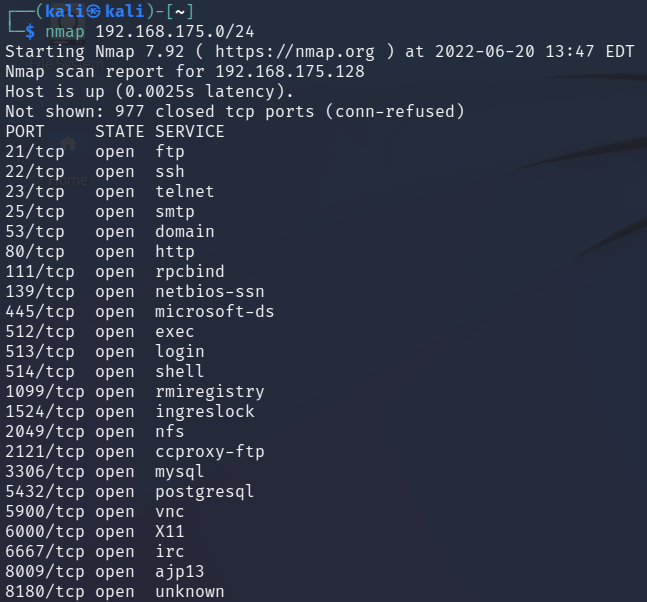 ┌──(kali㉿kali)-[~]
└─$ nmap 192.168.175.0/24
Starting Nmap 7.92 ( https://nmap.org ) at 2022-06-20 13:47 EDT
Nmap scan report for 192.168.175.128
Host is up (0.0025s latency).
Not shown: 977 closed tcp ports (conn-refused)
PORT     STATE SERVICE
21/tcp   open  ftp
22/tcp   open  ssh
23/tcp   open  telnet
25/tcp   open  smtp
53/tcp   open  domain
80/tcp   open  http
111/tcp  open  rpcbind
139/tcp  open  netbios-ssn
445/tcp  open  microsoft-ds
512/tcp  open  exec
513/tcp  open  login
514/tcp  open  shell
1099/tcp open  rmiregistry
1524/tcp open  ingreslock
2049/tcp open  nfs
2121/tcp open  ccproxy-ftp
3306/tcp open  mysql
5432/tcp open  postgresql
5900/tcp open  vnc
6000/tcp open  X11
6667/tcp open  irc
8009/tcp open  ajp13
8180/tcp open  unknown